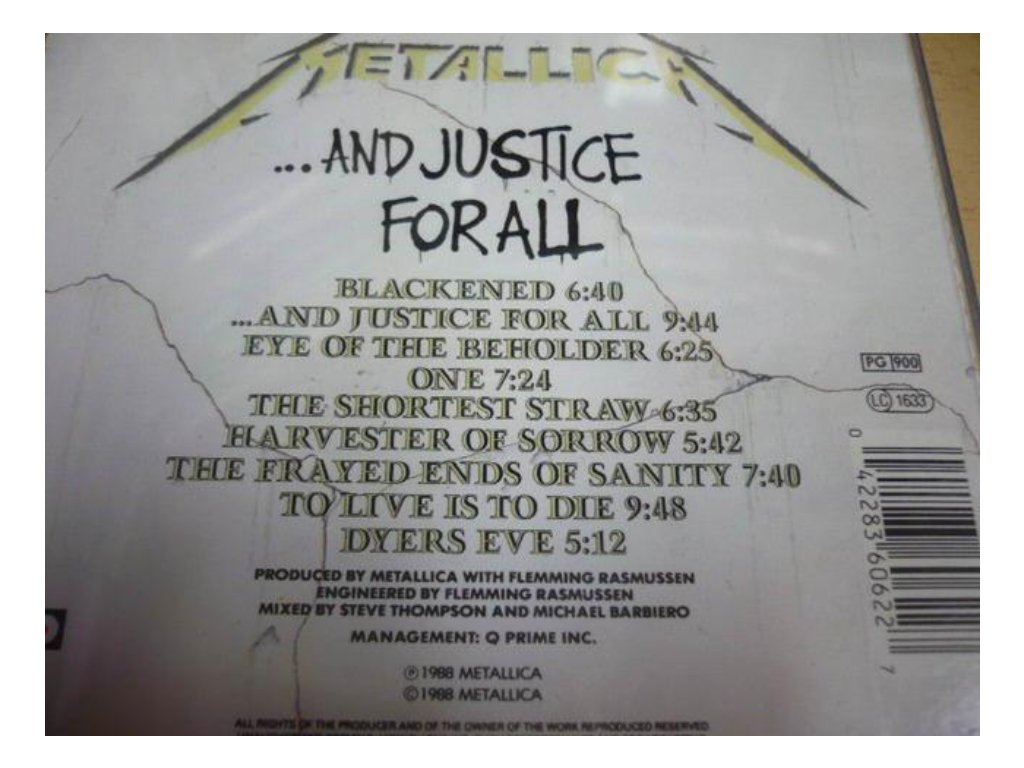 METALLICA
...AND JUSTICE
FOR ALL
BLACKENED 6:40
...AND JUSTICE FOR ALL 9:44
EYE OF THE BEHOLDER 6:25
ONE 7:24
THE SHORTEST STRAW 6:35
HARVESTER OF SORROW 5:42
THE FRAYED ENDS OF SANITY 7:40
TO LIVE IS TO DIE 9:48
DYERS EVE 5:12
PRODUCED BY METALLICA WITH FLEMMING RASMUSSEN
ENGINEERED BY FLEMMING RASMUSSEN
MIXED BY STEVE THOMPSON AND MICHAEL BARBIERO
MANAGEMENT: Q PRIME INC.
℗ 1988 METALLICA
© 1988 METALLICA
ALL RIGHTS OF THE PRODUCER AND OF THE OWNER OF THE WORK REPRODUCED RESERVED
PG 900
LC 1633
0 42283 60622 7